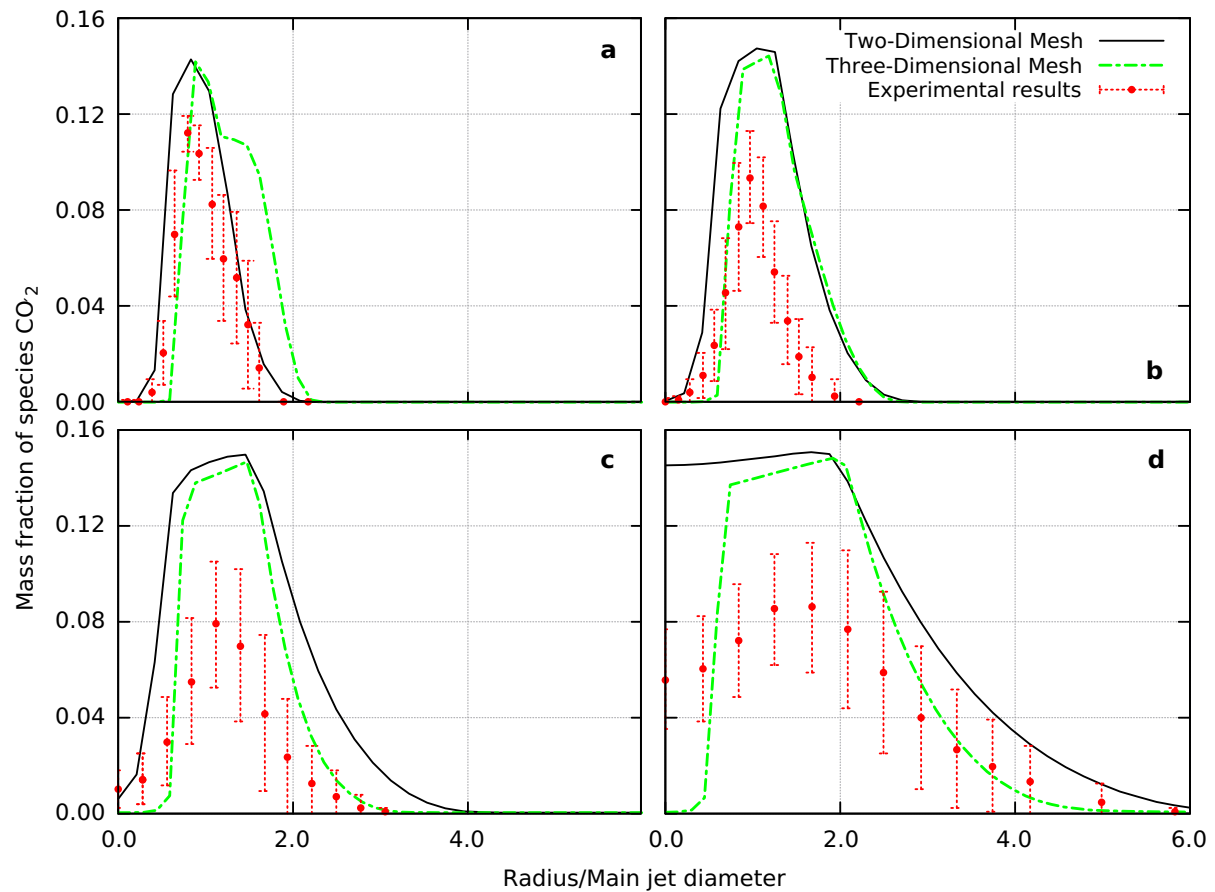 0.16
0.12
0.08
0.04
0.00
a
b
Two-Dimensional Mesh
Three-Dimensional Mesh
Experimental results
Mass fraction of species CO₂
0.16
0.12
0.08
0.04
0.00
c
d
0.0
2.0
4.0
0.0
2.0
4.0
6.0
Radius/Main jet diameter